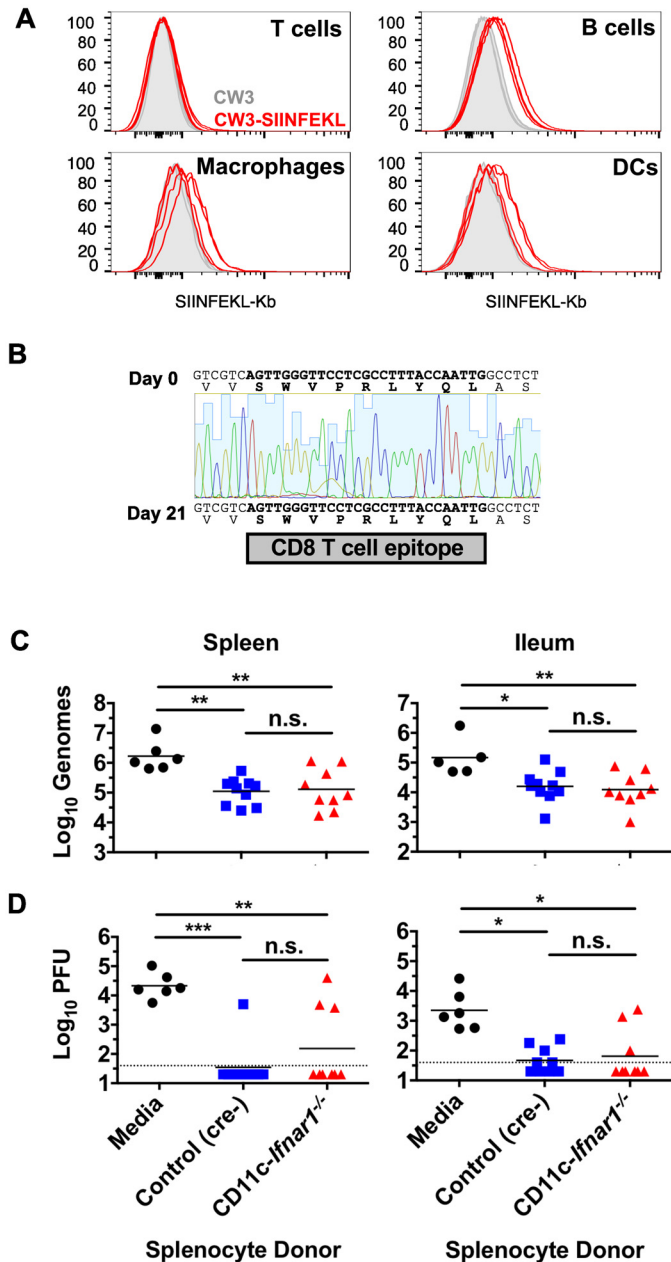 A
T cells
B cells
100
80
60
40
20
0
CW3
CW3-SIINFEKL
100
80
60
40
20
0
Macrophages
DCs
100
80
60
40
20
0
100
80
60
40
20
0
SIINFEKL-Kb
SIINFEKL-Kb
B
Day 0
GTCGTCAGTTGGGTTCCTCGCCTTTACCAATTGGCCTCT
V V S W V P R L Y Q L A S
Day 21
GTCGTCAGTTGGGTTCCTCGCCTTTACCAATTGGCCTCT
V V S W V P R L Y Q L A S
CD8 T cell epitope
C
Spleen
Ileum
Log10 Genomes
8
7
6
5
4
3
**
**
n.s.
7
6
5
4
3
2
**
*
n.s.
D
Log10 PFU
6
5
4
3
2
1
**
***
n.s.
6
5
4
3
2
1
*
*
n.s.
Media
Control (cre-)
CD11c-Ifnar1-/-
Media
Control (cre-)
CD11c-Ifnar1-/-
Splenocyte Donor
Splenocyte Donor